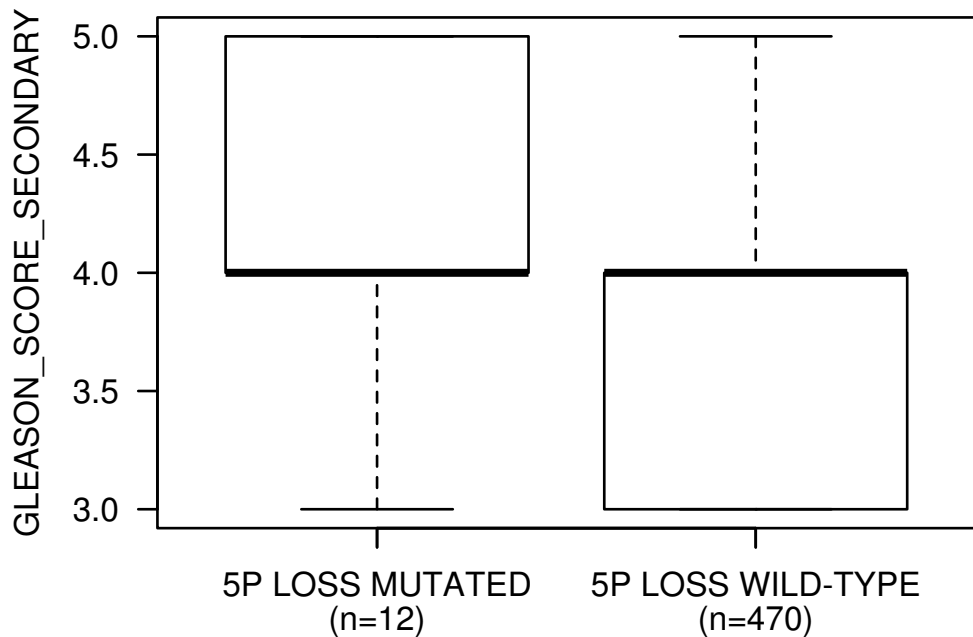 GLEASON_SCORE_SECONDARY
5.0
4.5
4.0
3.5
3.0
5P LOSS MUTATED 5P LOSS WILD-TYPE
(n=12) (n=470)